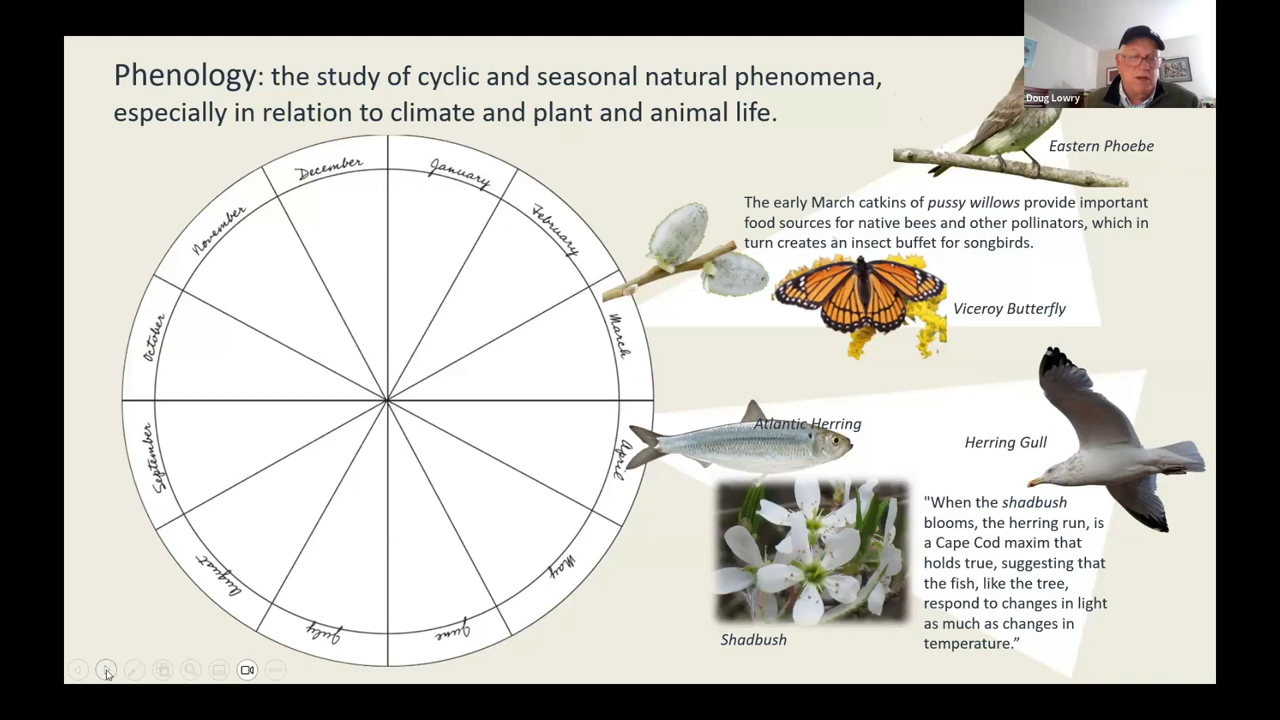 Phenology: the study of cyclic and seasonal natural phenomena,
especially in relation to climate and plant and animal life.
Doug Lowry
Eastern Phoebe
December
January
November
February
October
March
September
April
August
May
July
June
The early March catkins of pussy willows provide important
food sources for native bees and other pollinators, which in
turn creates an insect buffet for songbirds.
Viceroy Butterfly
Atlantic Herring
Herring Gull
"When the shadbush
blooms, the herring run, is
a Cape Cod maxim that
holds true, suggesting that
the fish, like the tree,
respond to changes in light
as much as changes in
temperature.”
Shadbush